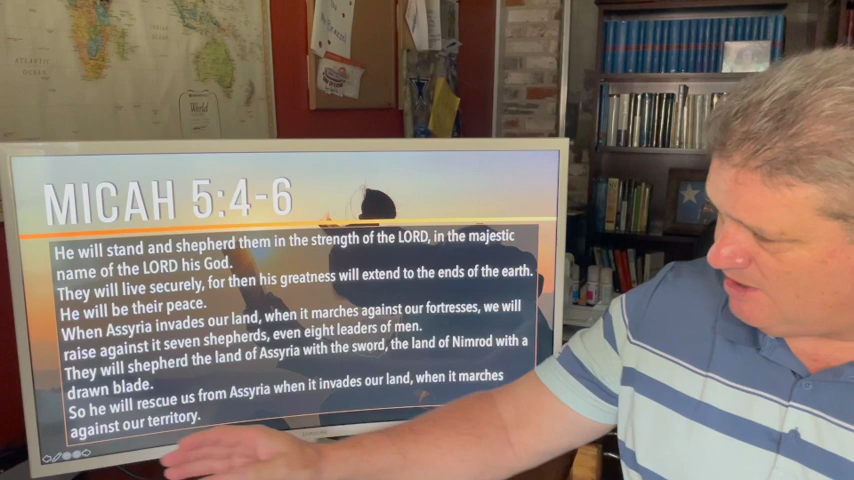 ATLANTIC
OCEAN
World
MICAH 5:4-6
He will stand and shepherd them in the strength of the LORD, in the majestic
name of the LORD his God.
They will live securely, for then his greatness will extend to the ends of the earth.
He will be their peace.
When Assyria invades our land, when it marches against our fortresses, we will
raise against it seven shepherds, even eight leaders of men.
They will shepherd the land of Assyria with the sword, the land of Nimrod with a
drawn blade.
So he will rescue us from Assyria when it invades our land, when it marches
against our territory.